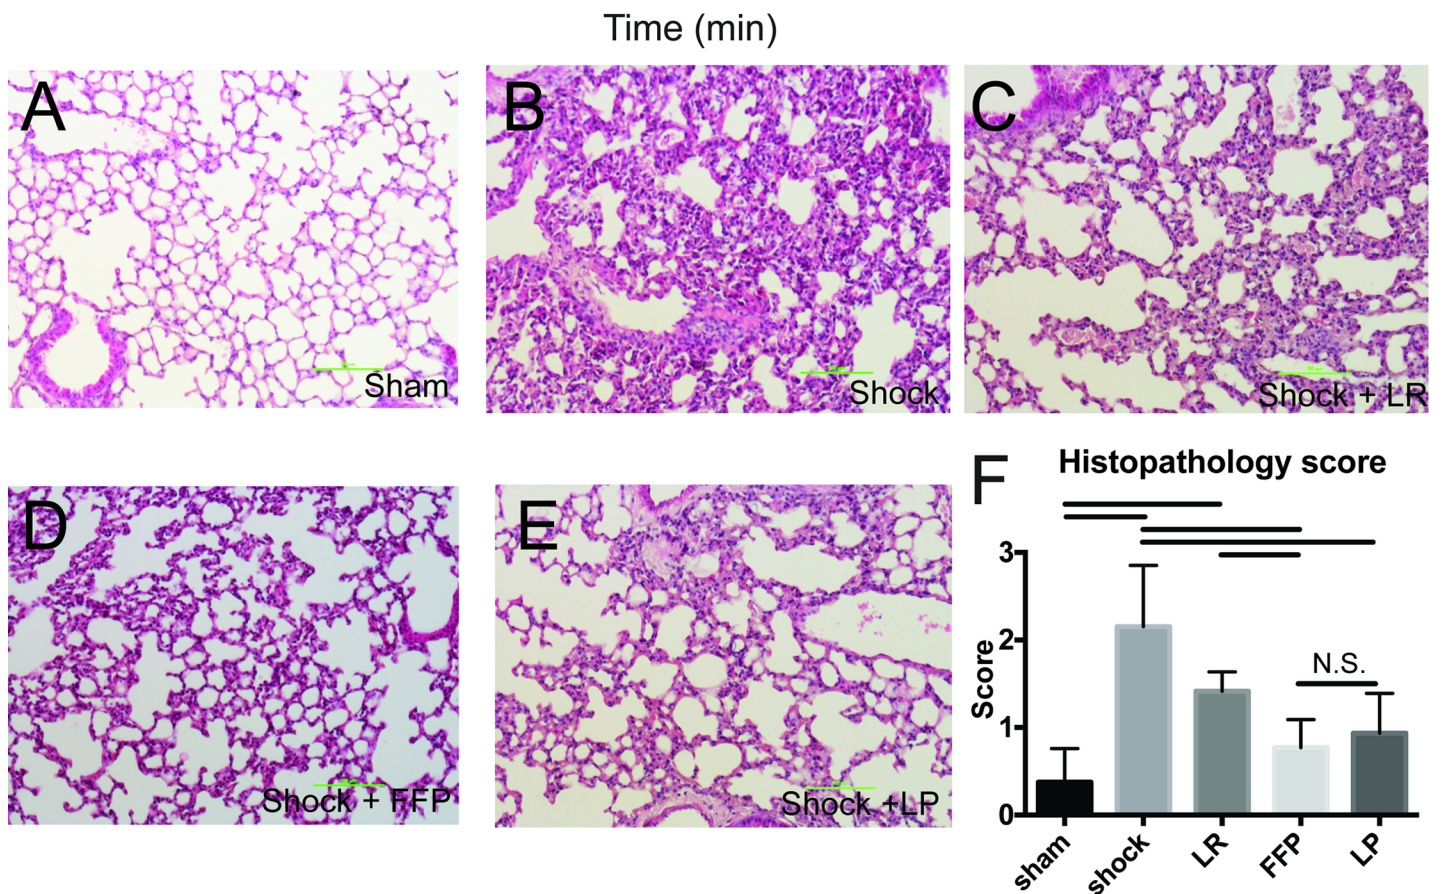 Time (min)
A
Sham
B
Shock
C
Shock + LR
D
Shock + FFP
E
Shock +LP
F
Histopathology score
Score
3
2
1
0
N.S.
sham
shock
LR
FFP
LP